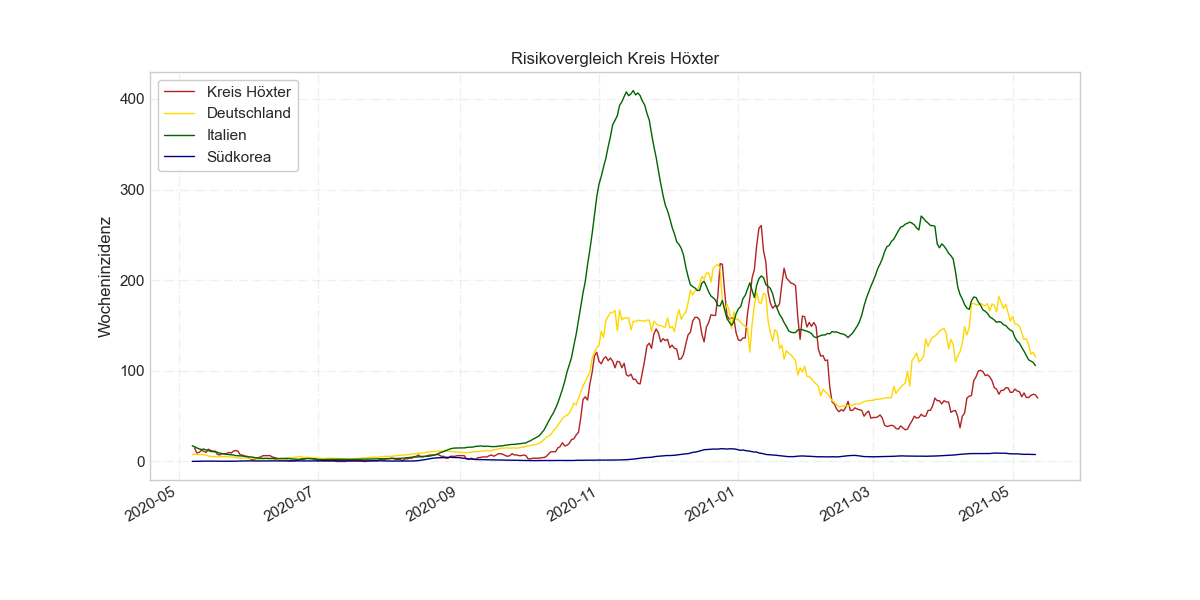 Risikovergleich Kreis Höxter
Kreis Höxter
Deutschland
Italien
Südkorea
Wocheninzidenz
400
300
200
100
0
2020-05
2020-07
2020-09
2020-11
2021-01
2021-03
2021-05